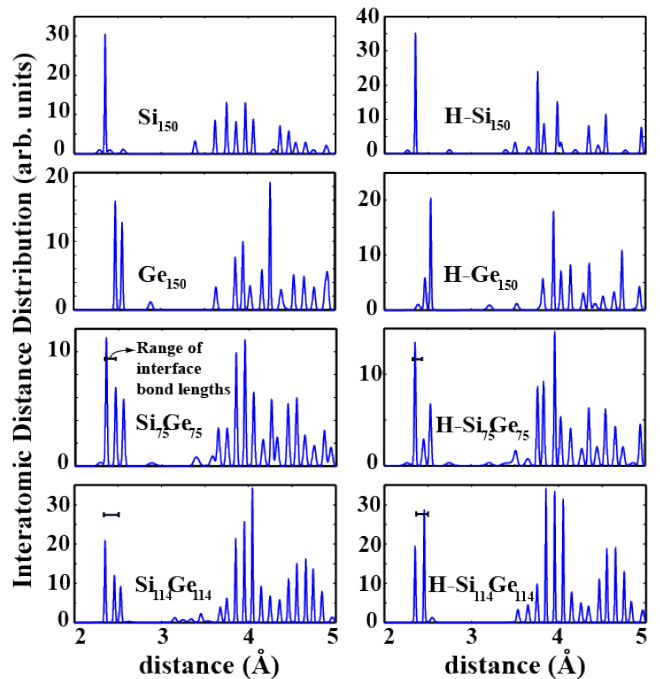 Interatomic Distance Distribution (arb. units)
40
30
20
10
0
Si150
30
20
10
0
H-Si150
20
10
0
Ge150
20
10
0
H-Ge150
10
0
Range of
interface
bond lengths
Si75Ge75
10
0
H-Si75Ge75
30
20
10
0
Si114Ge114
30
20
10
0
H-Si114Ge114
2 3 4 5
2 3 4 5
distance (Å)
distance (Å)